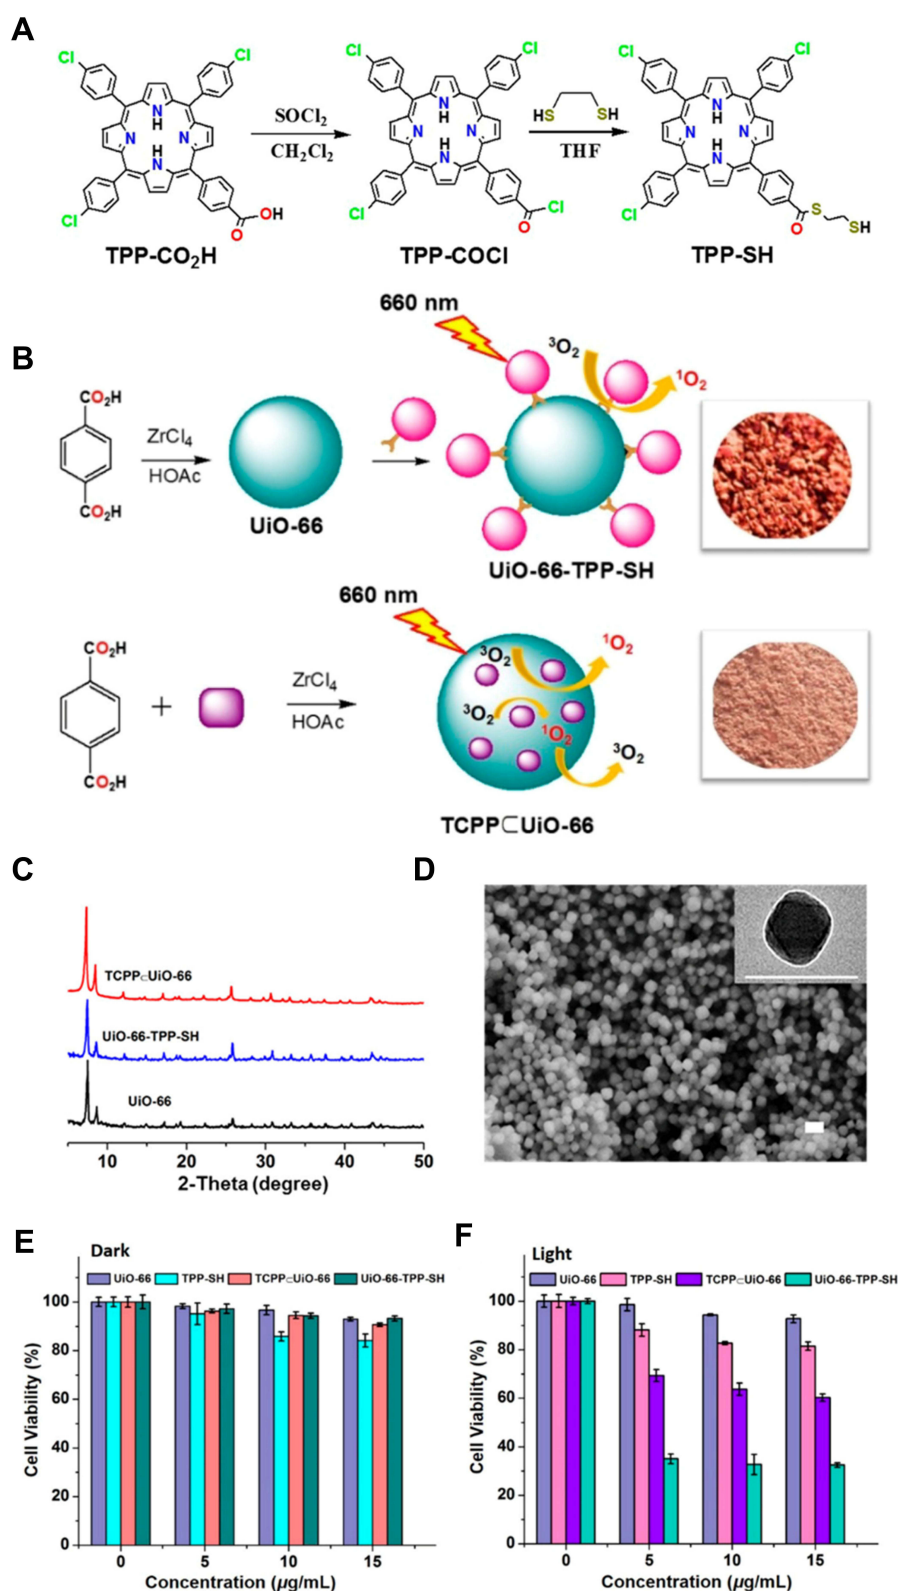 A
Cl Cl Cl Cl Cl Cl
N H N N H N
N H N N H N
N H N N H N
SOCl₂
CH₂Cl₂
HS SH
THF
Cl OH O
Cl Cl O
Cl O S SH
TPP-CO₂H TPP-COCl TPP-SH
660 nm
B
³O₂
¹O₂
CO₂H
ZrCl₄
HOAc
CO₂H
UiO-66
UiO-66-TPP-SH
660 nm
CO₂H
³O₂
¹O₂
+
ZrCl₄
HOAc
³O₂
¹O₂
³O₂
CO₂H
TCPP⊂UiO-66
C
D
TCPP⊂UiO-66
UiO-66-TPP-SH
UiO-66
10 20 30 40 50
2-Theta (degree)
E
Dark
UiO-66 TPP-SH TCPP⊂UiO-66 UiO-66-TPP-SH
100
80
60
40
20
0
Cell Viability (%)
0 5 10 15
Concentration (µg/mL)
F
Light
UiO-66 TPP-SH TCPP⊂UiO-66 UiO-66-TPP-SH
100
80
60
40
20
0
Cell Viability (%)
0 5 10 15
Concentration (µg/mL)